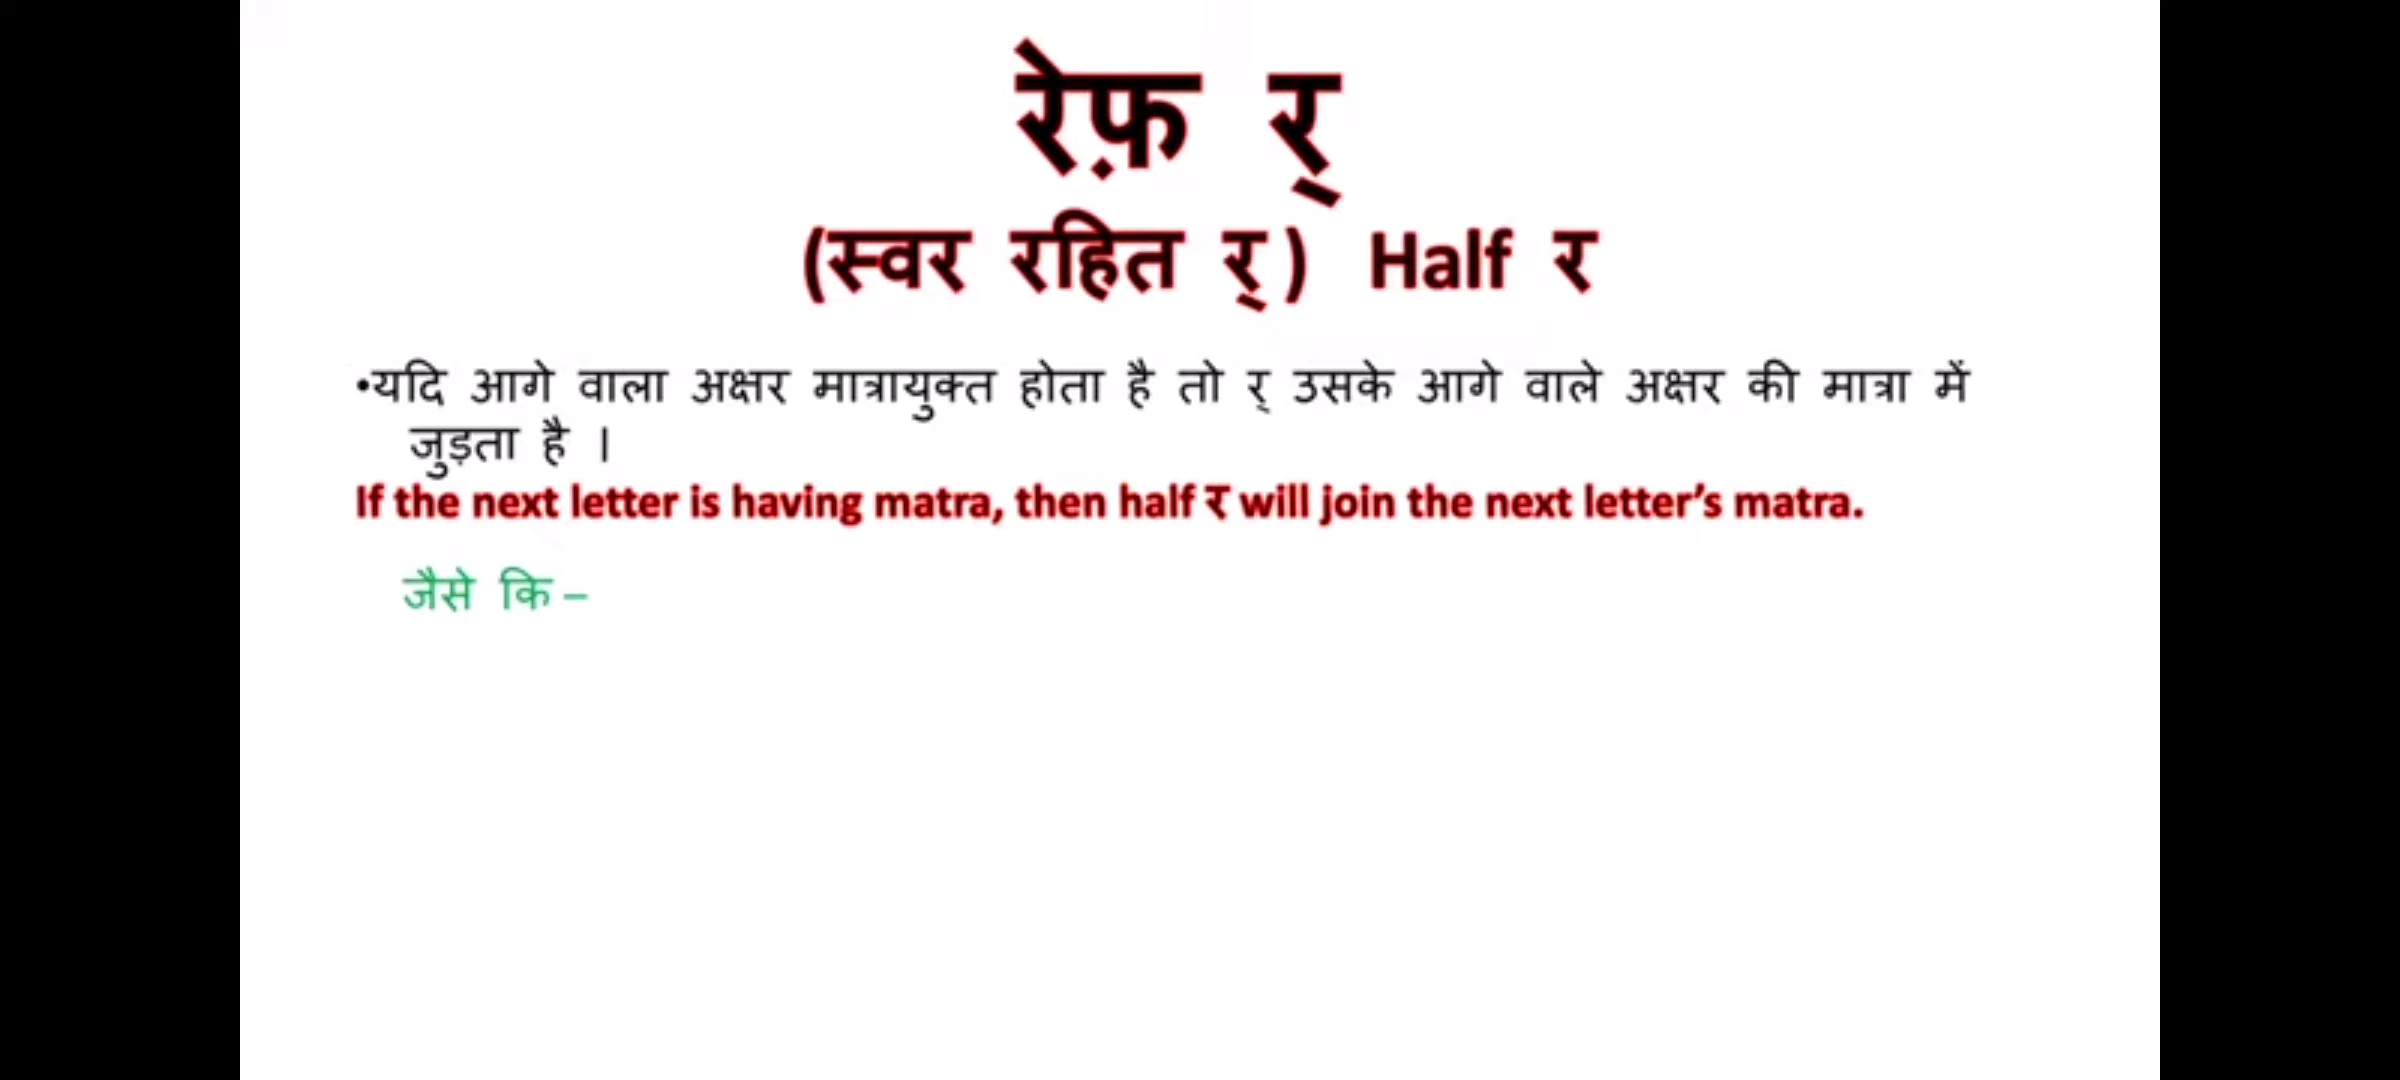 रेफ़ र्
(स्वर रहित र्) Half र
•यदि आगे वाला अक्षर मात्रायुक्त होता है तो र् उसके आगे वाले अक्षर की मात्रा में
जुड़ता है ।
If the next letter is having matra, then half र will join the next letter’s matra.
जैसे कि –